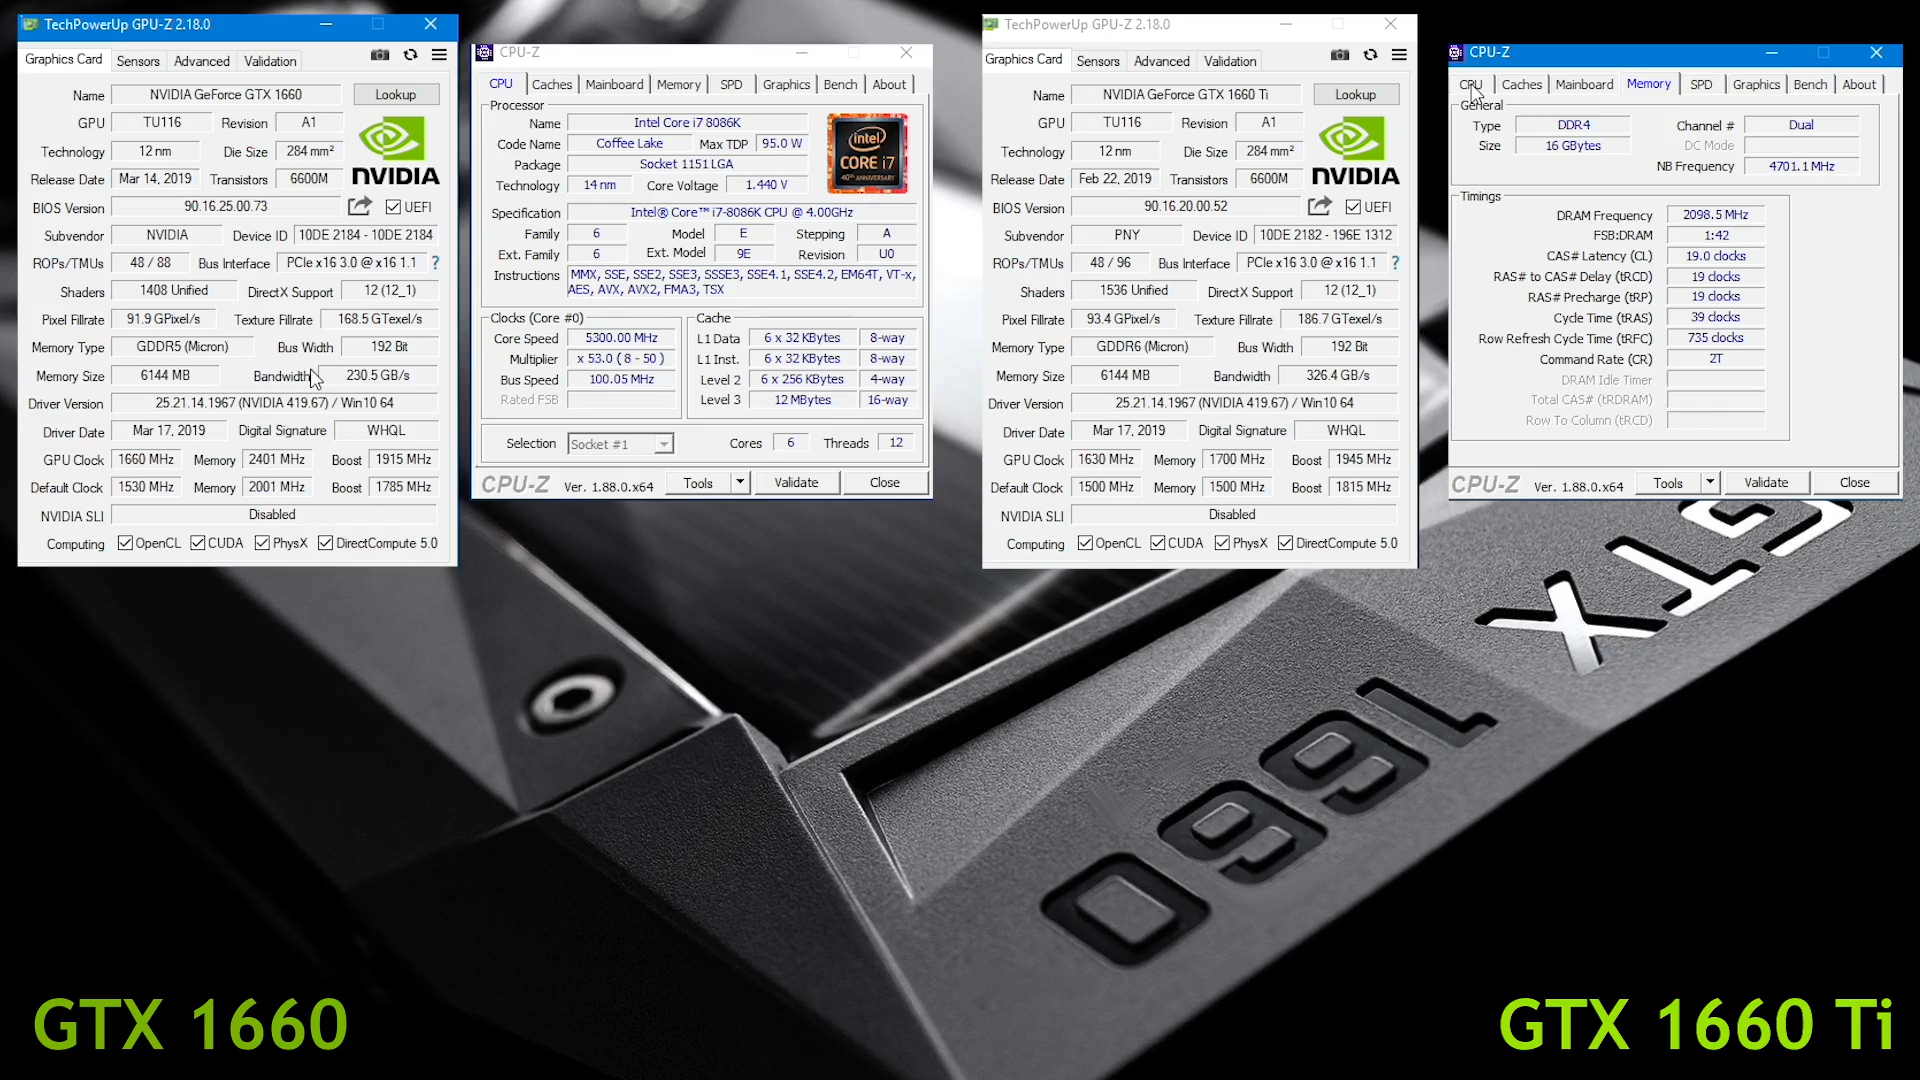 TechPowerUp GPU-Z 2.18.0
Graphics Card Sensors Advanced Validation
Name NVIDIA GeForce GTX 1660 Lookup
GPU TU116 Revision A1
Technology 12 nm Die Size 284 mm²
Release Date Mar 14, 2019 Transistors 6600M
NVIDIA
BIOS Version 90.16.25.00.73 UEFI
Subvendor NVIDIA Device ID 10DE 2184 - 10DE 2184
ROPs/TMUs 48 / 88 Bus Interface PCIe x16 3.0 @ x16 1.1 ?
Shaders 1408 Unified DirectX Support 12 (12_1)
Pixel Fillrate 91.9 GPixel/s Texture Fillrate 168.5 GTexel/s
Memory Type GDDR5 (Micron) Bus Width 192 Bit
Memory Size 6144 MB Bandwidth 230.5 GB/s
Driver Version 25.21.14.1967 (NVIDIA 419.67) / Win10 64
Driver Date Mar 17, 2019 Digital Signature WHQL
GPU Clock 1660 MHz Memory 2401 MHz Boost 1915 MHz
Default Clock 1530 MHz Memory 2001 MHz Boost 1785 MHz
NVIDIA SLI Disabled
Computing OpenCL CUDA PhysX DirectCompute 5.0
CPU-Z
CPU Caches Mainboard Memory SPD Graphics Bench About
Processor
Name Intel Core i7 8086K
Code Name Coffee Lake Max TDP 95.0 W
Package Socket 1151 LGA
Technology 14 nm Core Voltage 1.440 V
intel
CORE i7
40th ANNIVERSARY
Specification Intel® Core™ i7-8086K CPU @ 4.00GHz
Family 6 Model E Stepping A
Ext. Family 6 Ext. Model 9E Revision U0
Instructions MMX, SSE, SSE2, SSE3, SSSE3, SSE4.1, SSE4.2, EM64T, VT-x,
AES, AVX, AVX2, FMA3, TSX
Clocks (Core #0)
Core Speed 5300.00 MHz
Multiplier x 53.0 ( 8 - 50 )
Bus Speed 100.05 MHz
Rated FSB
Cache
L1 Data 6 x 32 KBytes 8-way
L1 Inst. 6 x 32 KBytes 8-way
Level 2 6 x 256 KBytes 4-way
Level 3 12 MBytes 16-way
Selection Socket #1 Cores 6 Threads 12
CPU-Z Ver. 1.88.0.x64 Tools Validate Close
TechPowerUp GPU-Z 2.18.0
Graphics Card Sensors Advanced Validation
Name NVIDIA GeForce GTX 1660 Ti Lookup
GPU TU116 Revision A1
Technology 12 nm Die Size 284 mm²
Release Date Feb 22, 2019 Transistors 6600M
NVIDIA
BIOS Version 90.16.20.00.52 UEFI
Subvendor PNY Device ID 10DE 2182 - 196E 1312
ROPs/TMUs 48 / 96 Bus Interface PCIe x16 3.0 @ x16 1.1 ?
Shaders 1536 Unified DirectX Support 12 (12_1)
Pixel Fillrate 93.4 GPixel/s Texture Fillrate 186.7 GTexel/s
Memory Type GDDR6 (Micron) Bus Width 192 Bit
Memory Size 6144 MB Bandwidth 326.4 GB/s
Driver Version 25.21.14.1967 (NVIDIA 419.67) / Win10 64
Driver Date Mar 17, 2019 Digital Signature WHQL
GPU Clock 1630 MHz Memory 1700 MHz Boost 1945 MHz
Default Clock 1500 MHz Memory 1500 MHz Boost 1815 MHz
NVIDIA SLI Disabled
Computing OpenCL CUDA PhysX DirectCompute 5.0
CPU-Z
CPU Caches Mainboard Memory SPD Graphics Bench About
General
Type DDR4 Channel # Dual
Size 16 GBytes DC Mode
NB Frequency 4701.1 MHz
Timings
DRAM Frequency 2098.5 MHz
FSB:DRAM 1:42
CAS# Latency (CL) 19.0 clocks
RAS# to CAS# Delay (tRCD) 19 clocks
RAS# Precharge (tRP) 19 clocks
Cycle Time (tRAS) 39 clocks
Row Refresh Cycle Time (tRFC) 735 clocks
Command Rate (CR) 2T
DRAM Idle Timer
Total CAS# (tRDRAM)
Row To Column (tRCD)
CPU-Z Ver. 1.88.0.x64 Tools Validate Close
GTX
1660
GTX 1660
GTX 1660 Ti